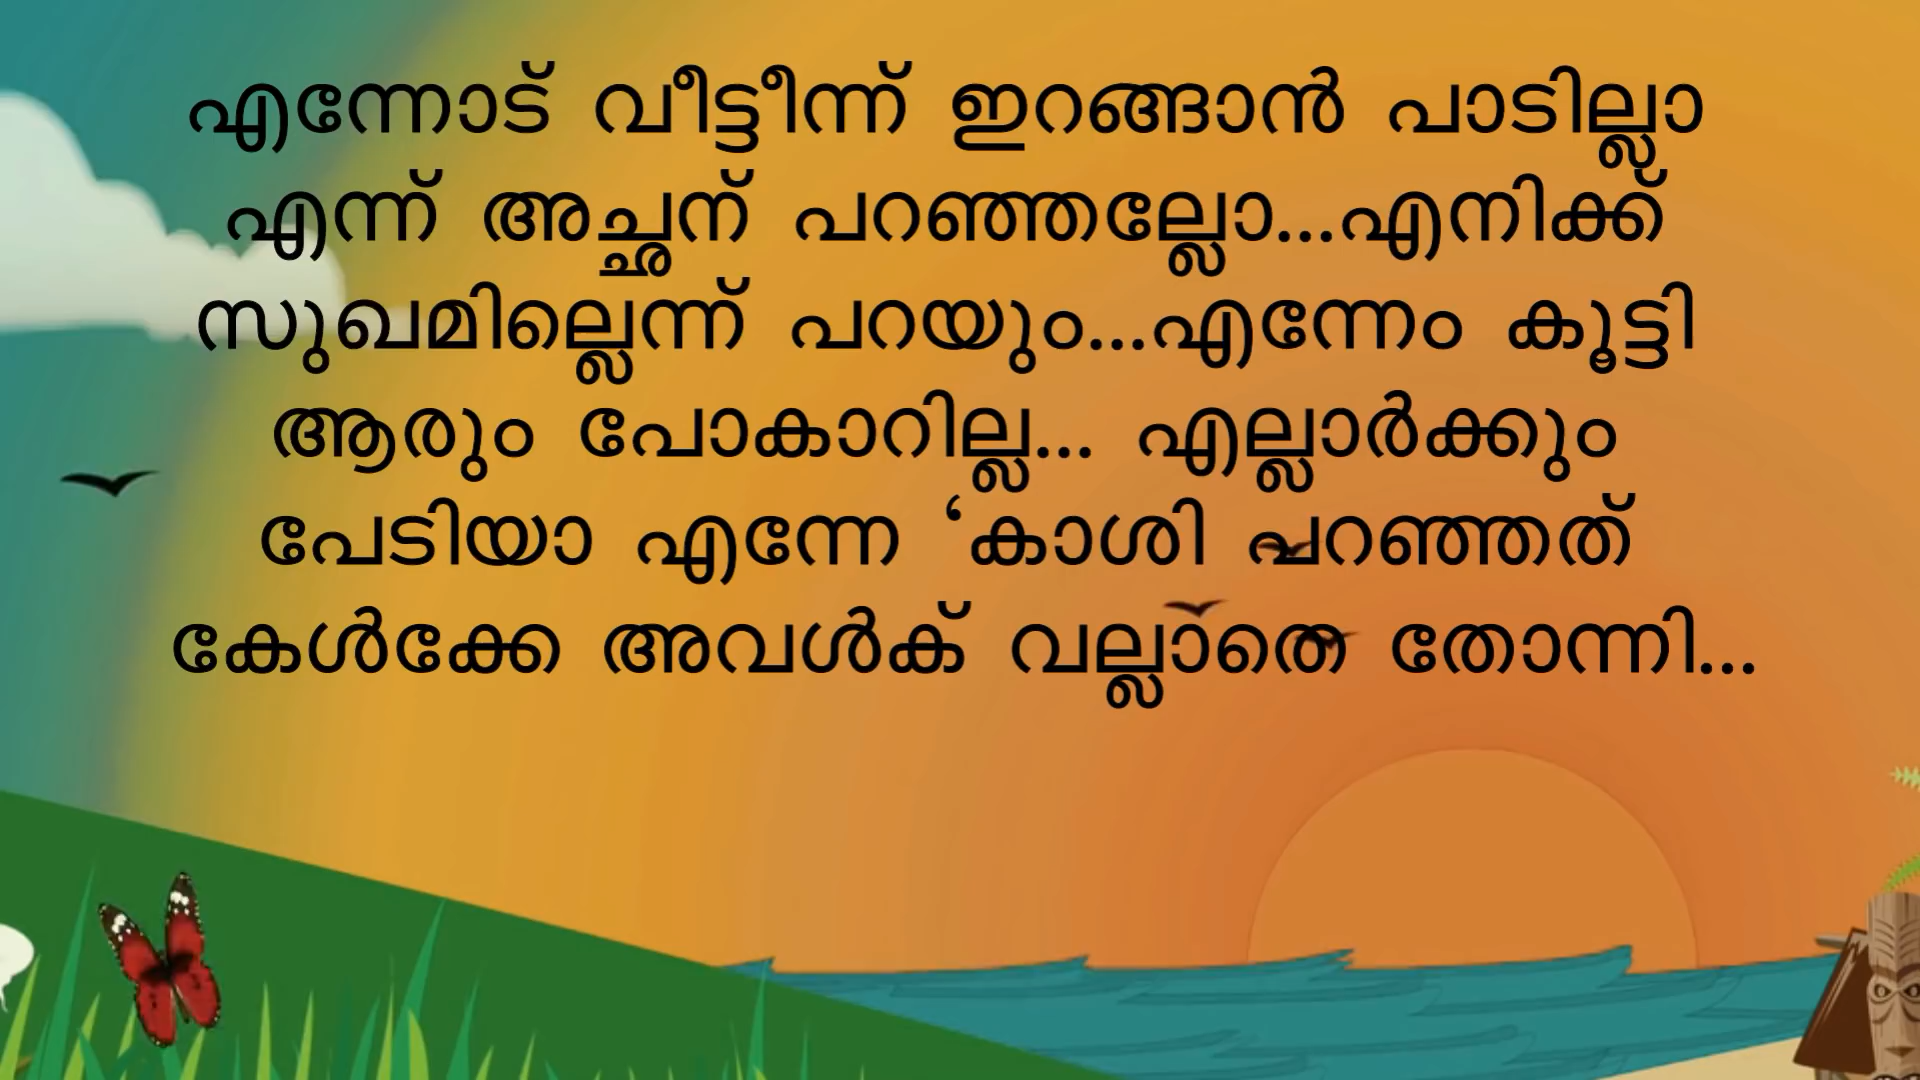 എന്നോട് വീട്ടീന്ന് ഇറങ്ങാൻ പാടില്ലാ
എന്ന് അച്ഛന് പറഞ്ഞല്ലോ...എനിക്ക്
സുഖമില്ലെന്ന് പറയും...എന്നേം കൂട്ടി
ആരും പോകാറില്ല... എല്ലാർക്കും
പേടിയാ എന്നേ ‘കാശി പറഞ്ഞത്
കേൾക്കേ അവൾക് വല്ലാതെ തോന്നി...